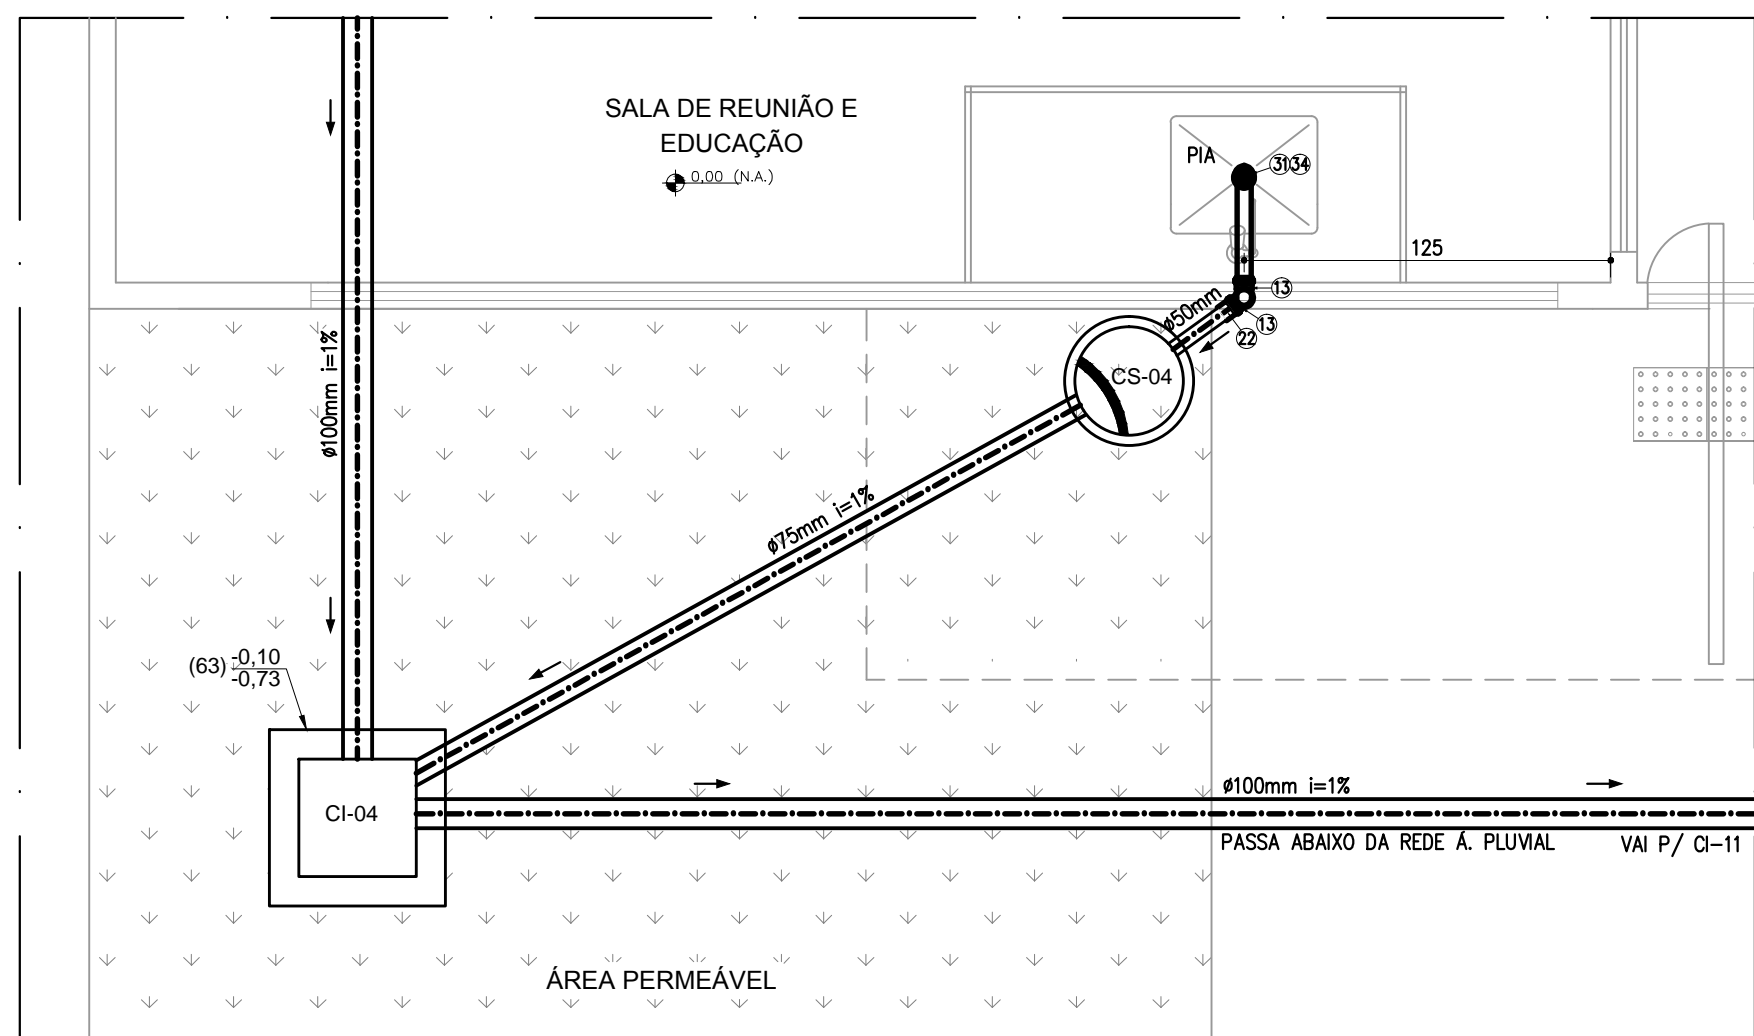 SALA DE REUNIÃO E
EDUCAÇÃO
0,00 (N.A.)
PIA
31
34
125
13
ø50mm
13
22
CS-04
ø100mm i=1%
ø75mm i=1%
(63)
-0,10
-0,73
CI-04
ø100mm i=1%
PASSA ABAIXO DA REDE Á. PLUVIAL
VAI P/ CI-11
ÁREA PERMEÁVEL